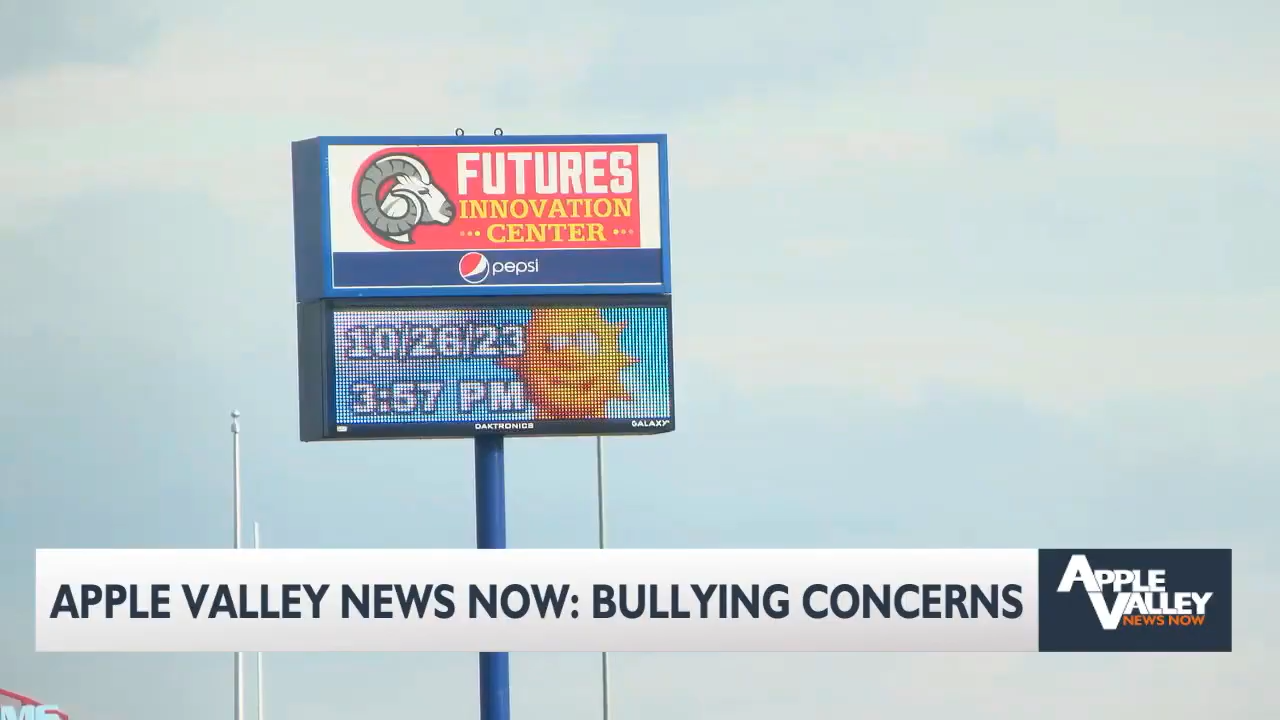 FUTURES
INNOVATION
CENTER
pepsi
10/26/23
3:57 PM
DAKTRONICS
GALAXY
APPLE VALLEY NEWS NOW: BULLYING CONCERNS
APPLE
VALLEY
NEWS NOW